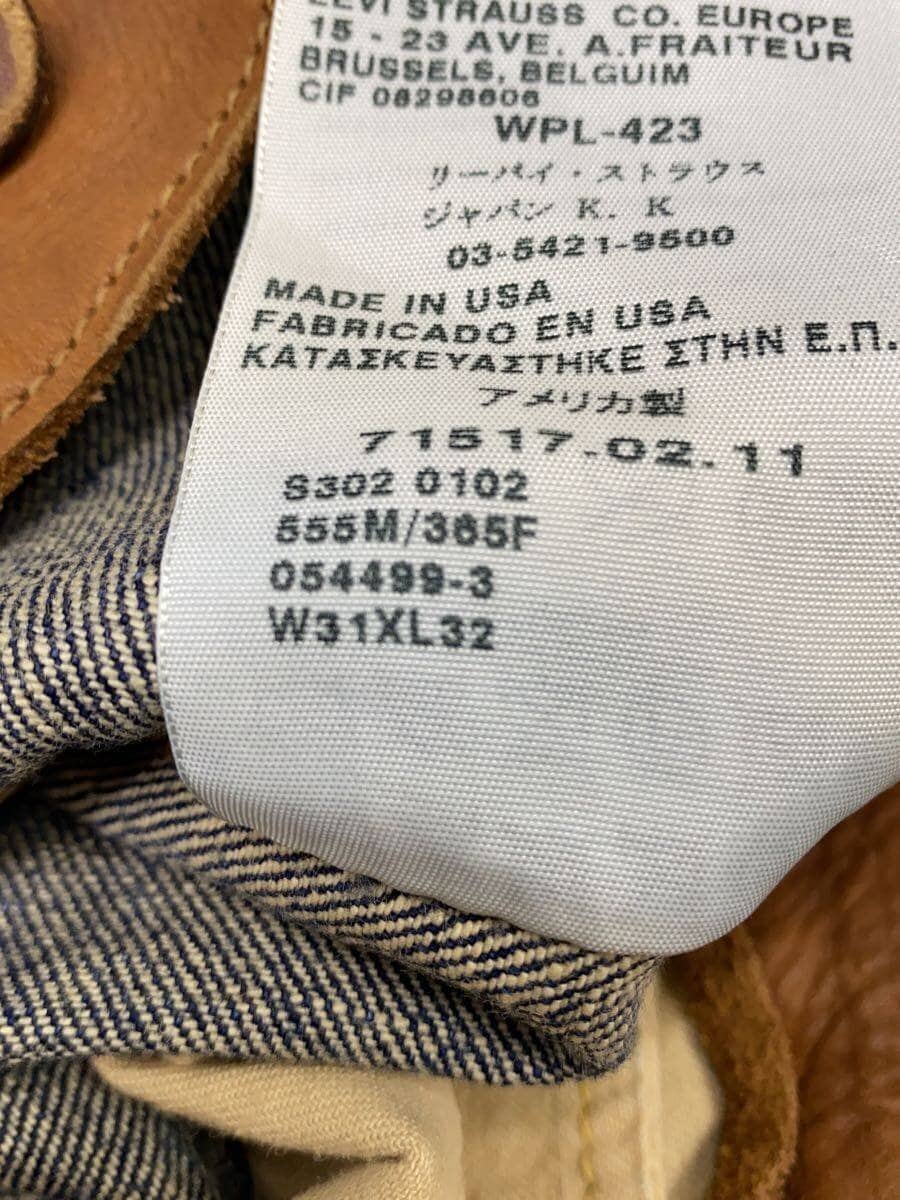 LEVI STRAUSS CO. EUROPE
15 - 23 AVE. A.FRAITEUR
BRUSSELS, BELGUIM
CIF 08298606
WPL-423
リーバイ・ストラウス
ジャパン K. K
03-5421-9500
MADE IN USA
FABRICADO EN USA
ΚΑΤΑΣΚΕΥΑΣΤΗΚΕ ΣΤΗΝ Ε.Π.
アメリカ製
71517-02.11
S302 0102
555M/365F
054499-3
W31XL32